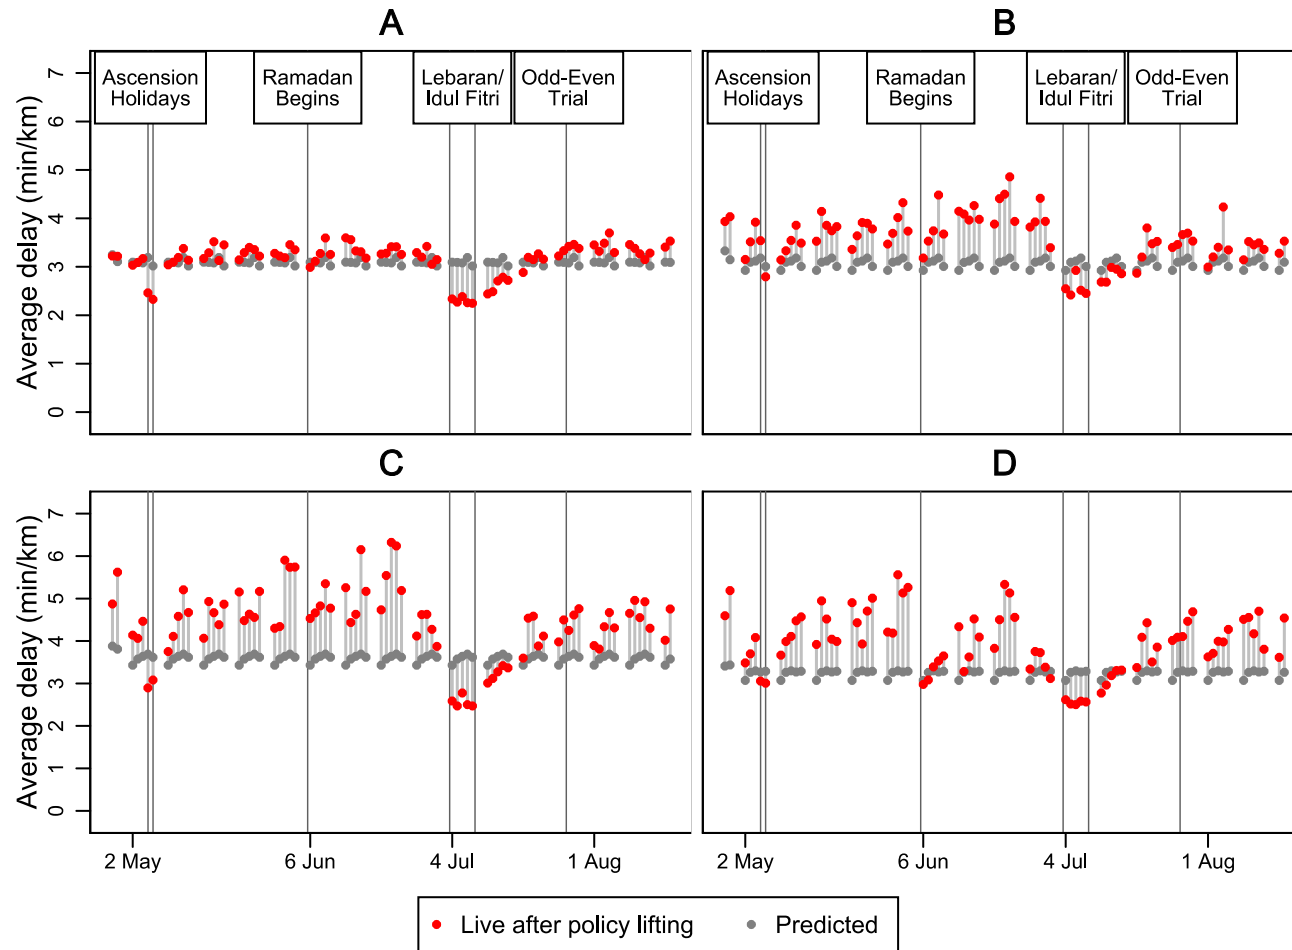 A
B
Ascension
Holidays
Ramadan
Begins
Lebaran/
Idul Fitri
Odd-Even
Trial
Ascension
Holidays
Ramadan
Begins
Lebaran/
Idul Fitri
Odd-Even
Trial
Average delay (min/km)
7
6
5
4
3
2
1
0
C
D
Average delay (min/km)
7
6
5
4
3
2
1
0
2 May
6 Jun
4 Jul
1 Aug
2 May
6 Jun
4 Jul
1 Aug
Live after policy lifting
Predicted